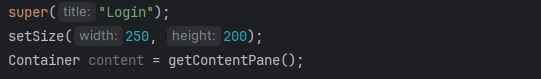 super( title: "Login");
setSize( width: 250, height: 200);
Container content = getContentPane();